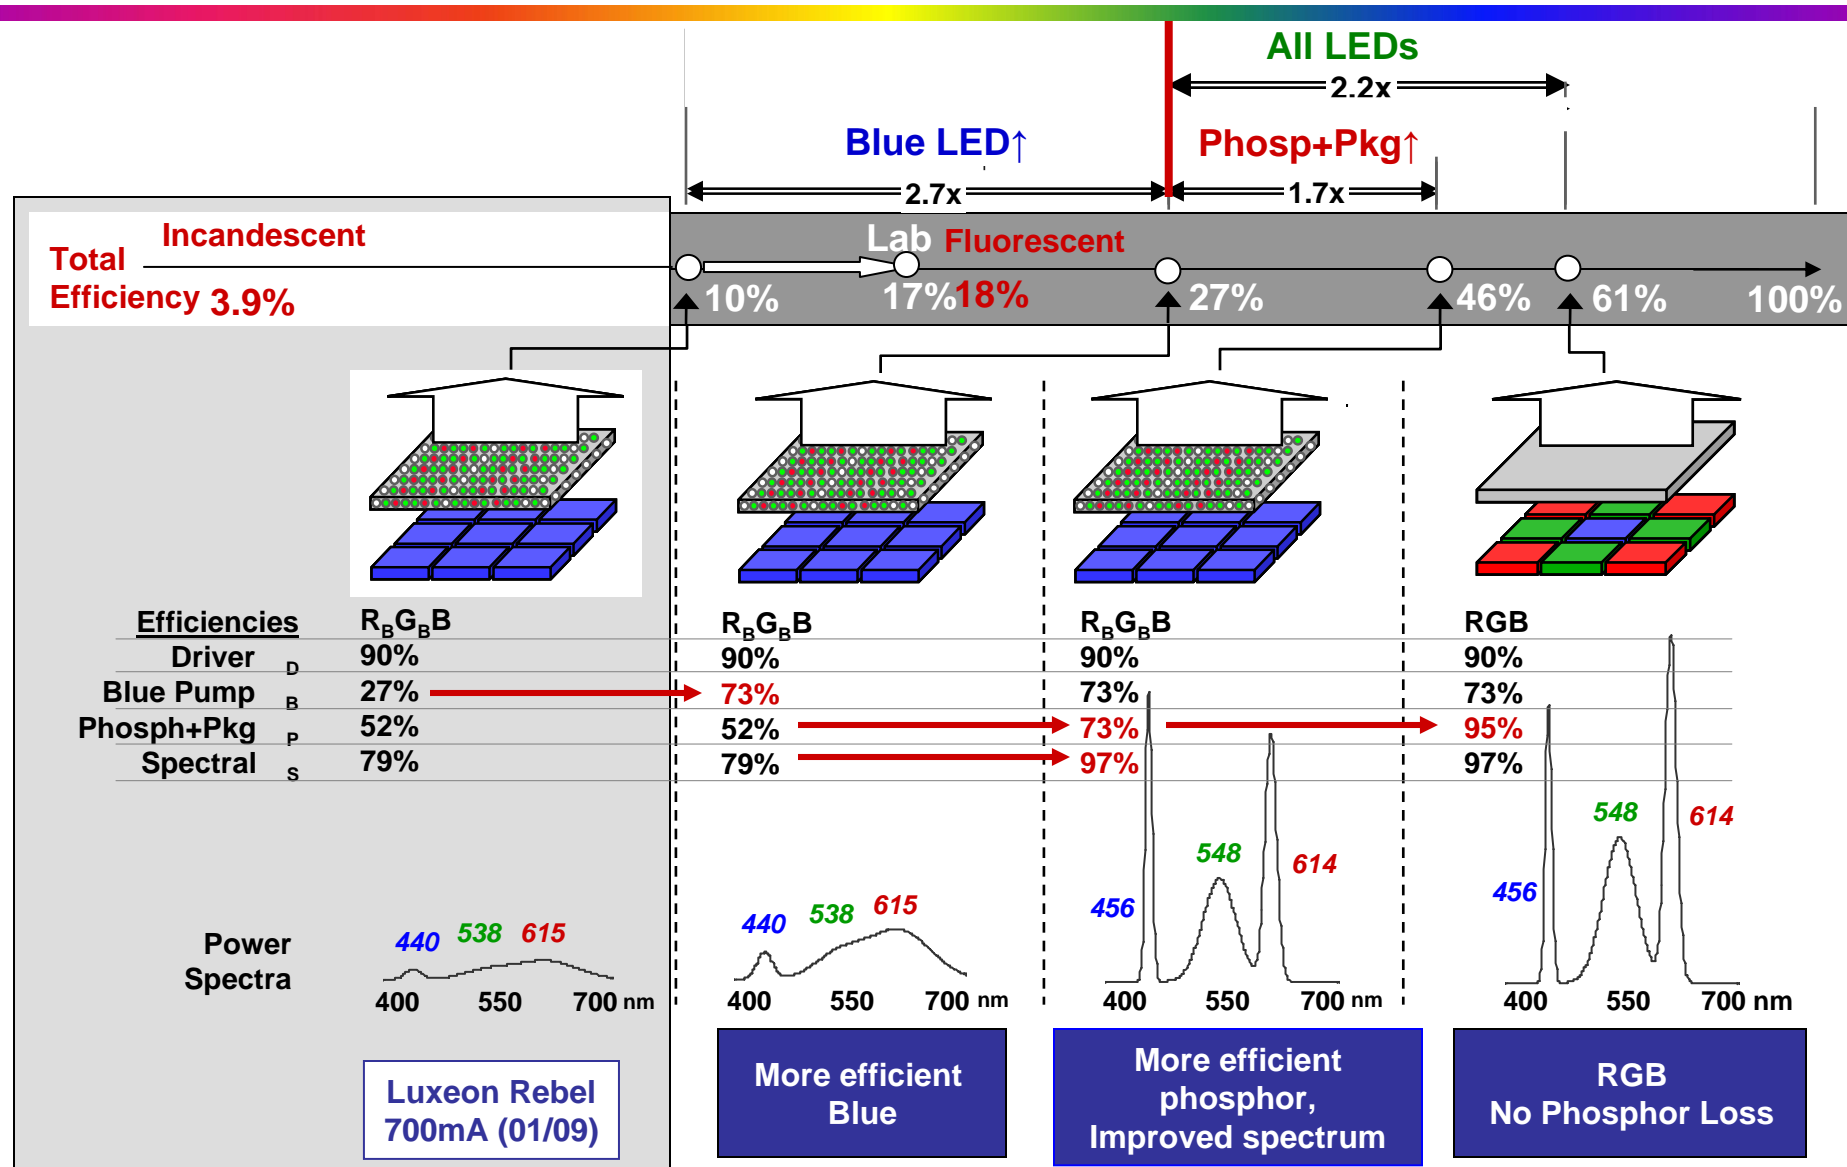 All LEDs
2.2x
Blue LED↑
Phosp+Pkg↑
2.7x
1.7x
Incandescent
Lab Fluorescent
Total
Efficiency 3.9%
10%
17% 18%
27%
46%
61%
100%
Efficiencies RBGBB RBGBB RBGBB RGB
Driver D 90% 90% 90% 90%
Blue Pump B 27% 73% 73% 73%
Phosph+Pkg P 52% 52% 73% 95%
Spectral S 79% 79% 97% 97%
Power
Spectra
440 538 615
400 550 700 nm
440 538 615
400 550 700 nm
456 548 614
400 550 700 nm
456 548 614
400 550 700 nm
Luxeon Rebel
700mA (01/09)
More efficient
Blue
More efficient
phosphor,
Improved spectrum
RGB
No Phosphor Loss